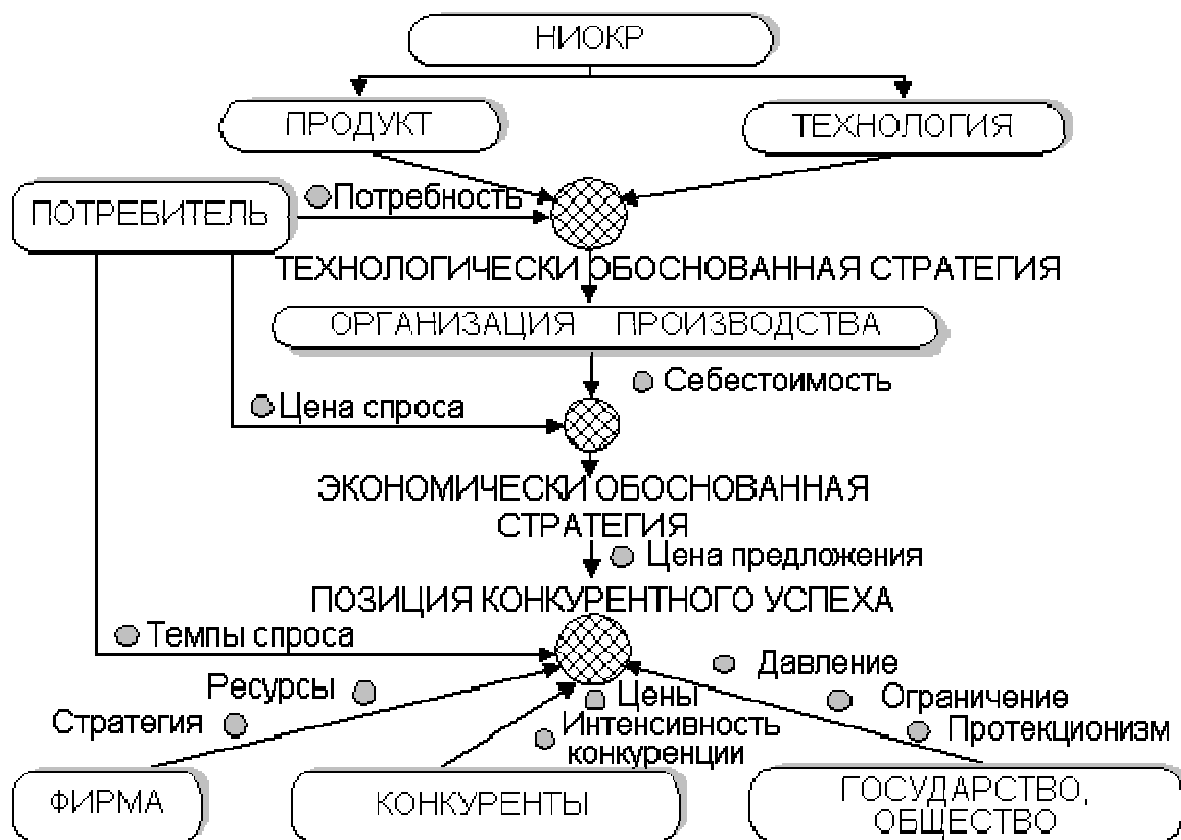 НИОКР
ПРОДУКТ
ТЕХНОЛОГИЯ
ПОТРЕБИТЕЛЬ
Потребность
ТЕХНОЛОГИЧЕСКИ ОБОСНОВАННАЯ СТРАТЕГИЯ
ОРГАНИЗАЦИЯ ПРОИЗВОДСТВА
Себестоимость
Цена спроса
ЭКОНОМИЧЕСКИ ОБОСНОВАННАЯ
СТРАТЕГИЯ
Цена предложения
ПОЗИЦИЯ КОНКУРЕНТНОГО УСПЕХА
Темпы спроса
Давление
Ресурсы
Цены
Ограничение
Стратегия
Интенсивность
конкуренции
Протекционизм
ФИРМА
КОНКУРЕНТЫ
ГОСУДАРСТВО,
ОБЩЕСТВО